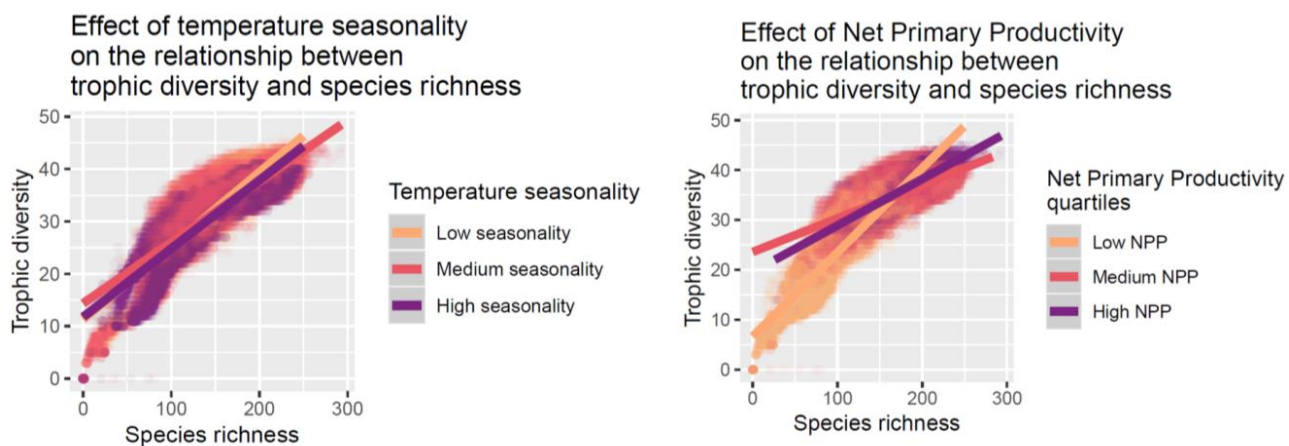 Effect of temperature seasonality
on the relationship between
trophic diversity and species richness
50
40
30
20
10
0
Trophic diversity
0 100 200 300
Species richness
Temperature seasonality
Low seasonality
Medium seasonality
High seasonality
Effect of Net Primary Productivity
on the relationship between
trophic diversity and species richness
50
40
30
20
10
0
Trophic diversity
0 100 200 300
Species richness
Net Primary Productivity
quartiles
Low NPP
Medium NPP
High NPP